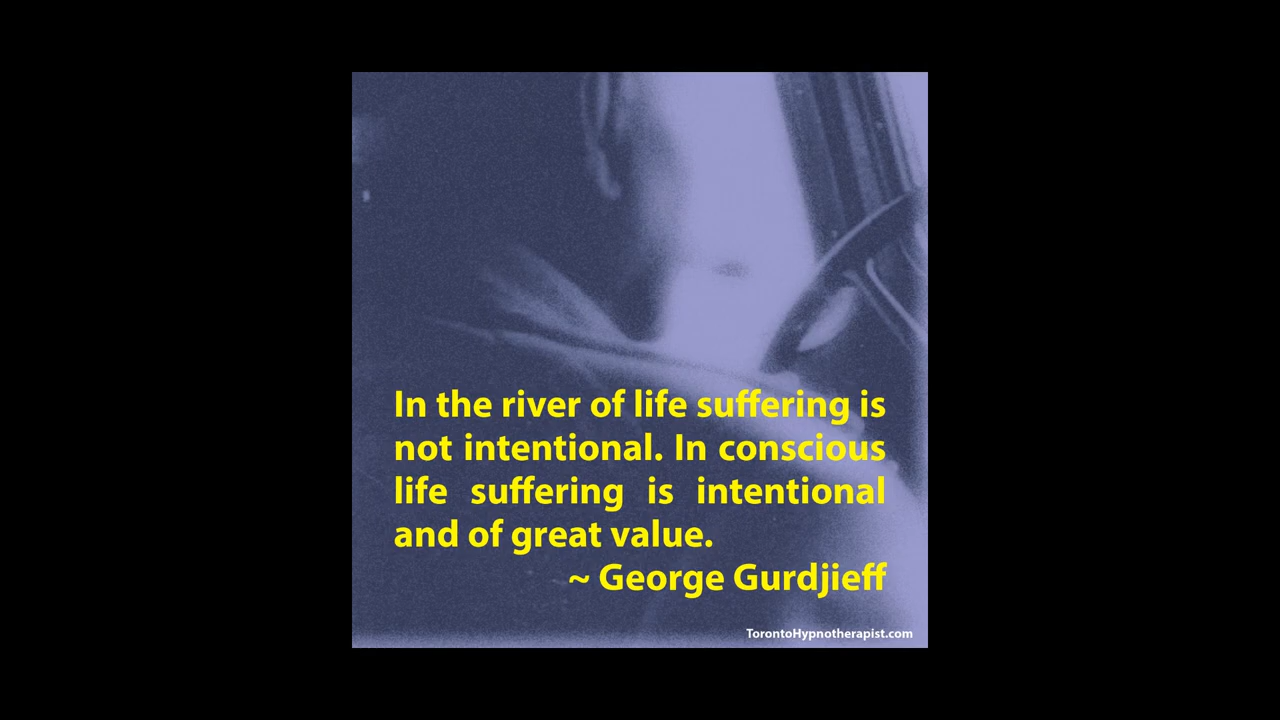 In the river of life suffering is
not intentional. In conscious
life suffering is intentional
and of great value.
~ George Gurdjieff
TorontoHypnotherapist.com